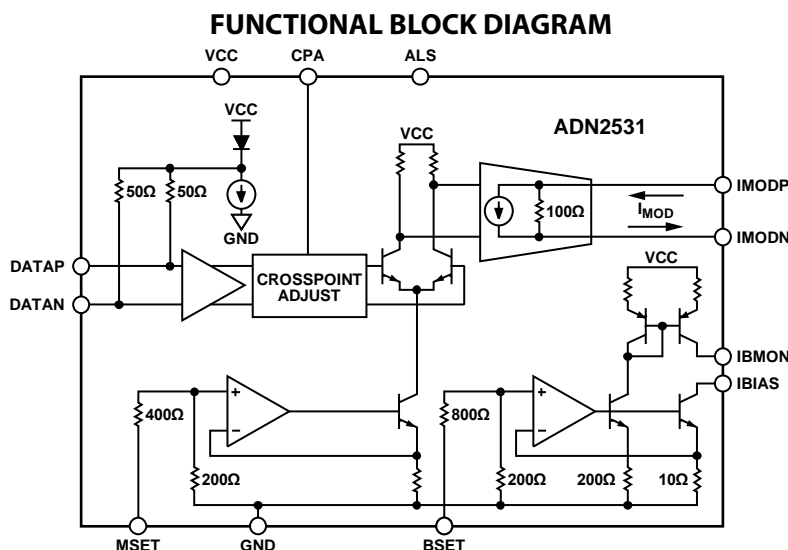 FUNCTIONAL BLOCK DIAGRAM
VCC CPA ALS
VCC
VCC
ADN2531
50Ω 50Ω
GND
100Ω
IMOD
IMODP
IMODN
DATAP
DATAN
CROSSPOINT
ADJUST
VCC
IBMON
IBIAS
400Ω
+
−
200Ω
800Ω
+
−
200Ω 200Ω 10Ω
MSET GND BSET